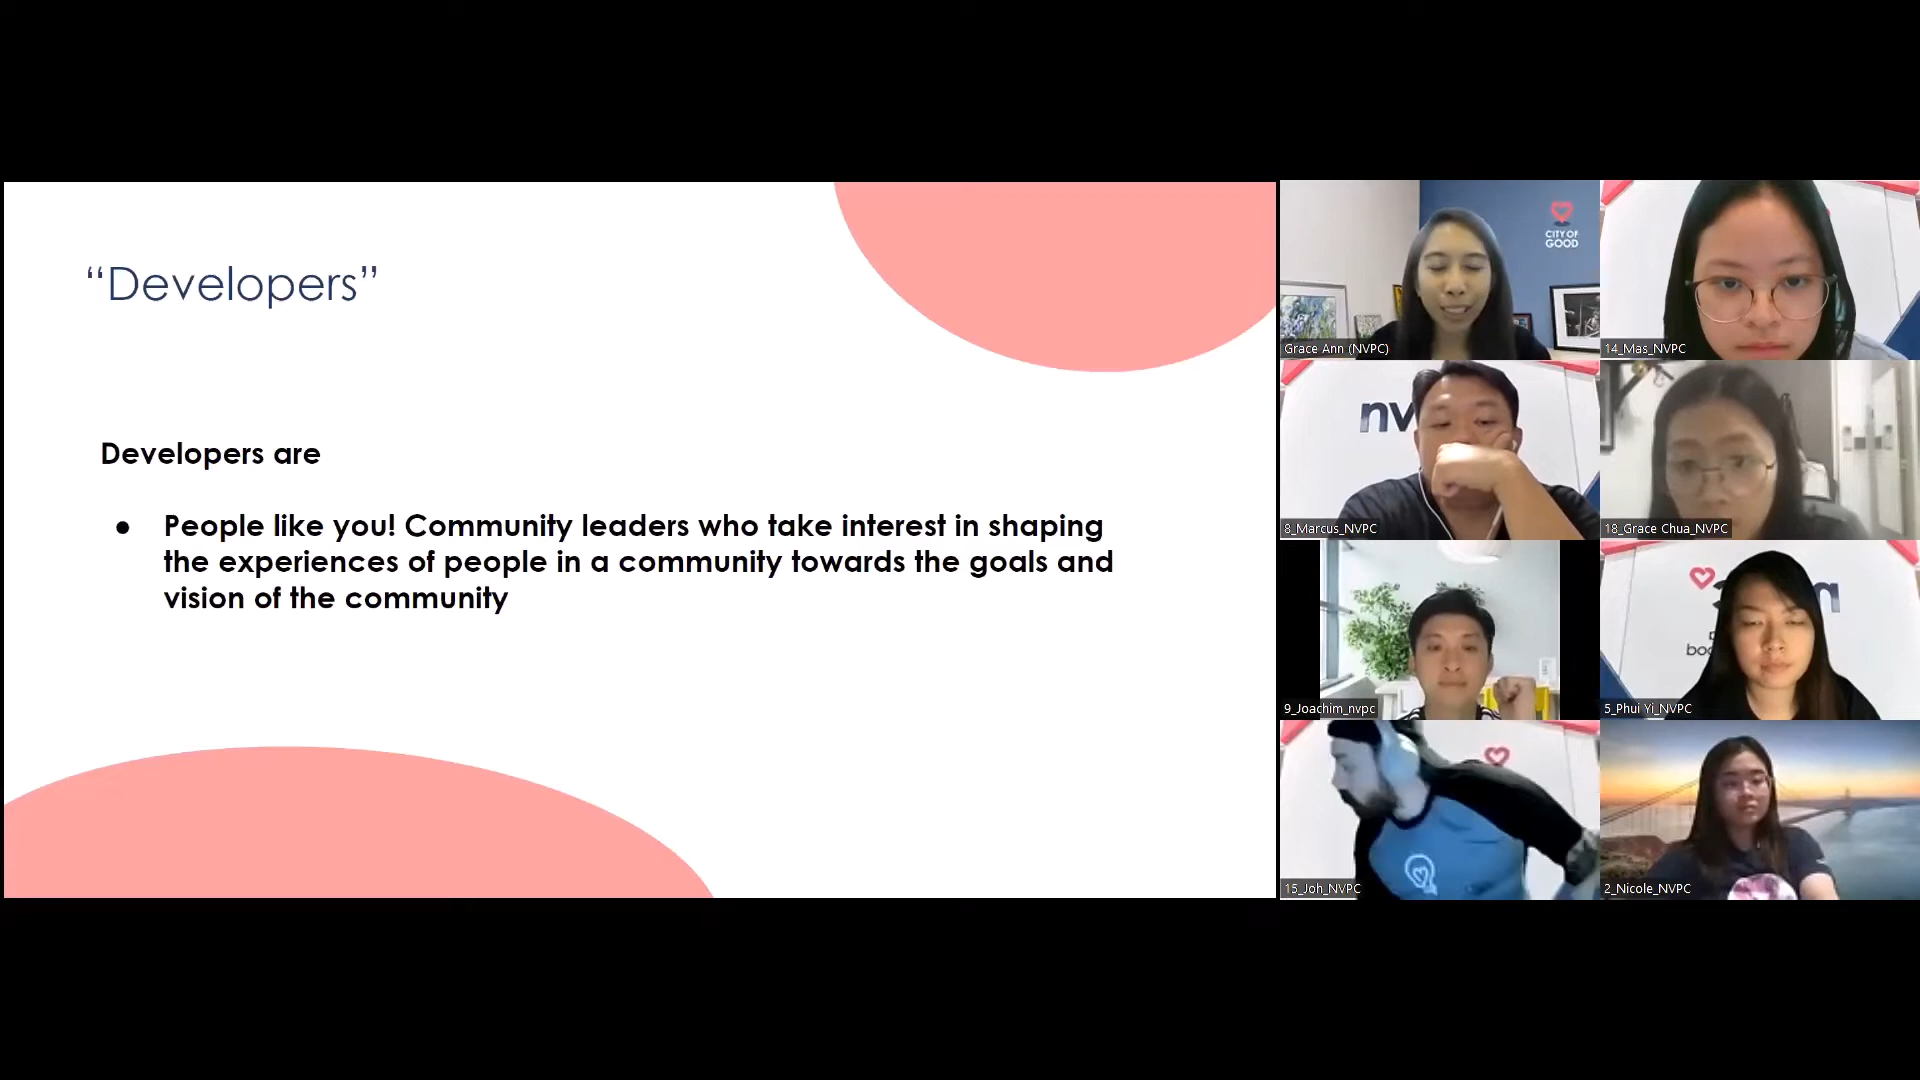 “Developers”
Developers are
● People like you! Community leaders who take interest in shaping
the experiences of people in a community towards the goals and
vision of the community
CITY OF
GOOD
Grace Ann (NVPC)
14_Mas_NVPC
nv
8_Marcus_NVPC
18_Grace Chua_NVPC
9_Joachim_nvpc
5_Phui Yi_NVPC
15_Joh_NVPC
2_Nicole_NVPC